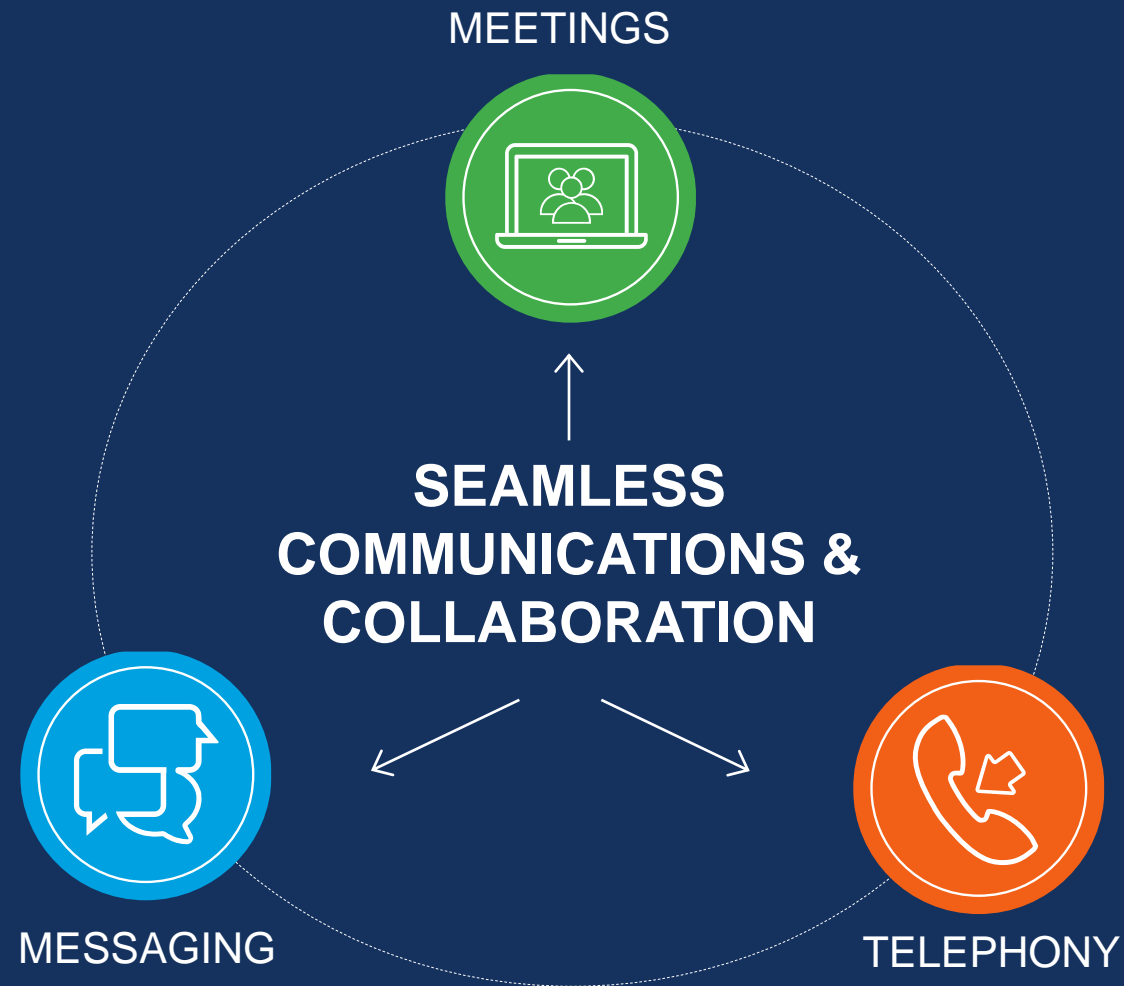 MEETINGS
SEAMLESS
COMMUNICATIONS &
COLLABORATION
MESSAGING
TELEPHONY